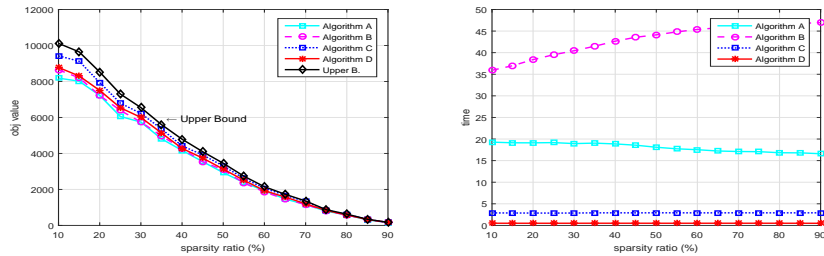 12000
10000
8000
6000
4000
2000
0
obj value
10 20 30 40 50 60 70 80 90
sparsity ratio (%)
Algorithm A
Algorithm B
Algorithm C
Algorithm D
Upper B.
←Upper Bound
50
45
40
35
30
25
20
15
10
5
0
time
10 20 30 40 50 60 70 80 90
sparsity ratio (%)
Algorithm A
Algorithm B
Algorithm C
Algorithm D